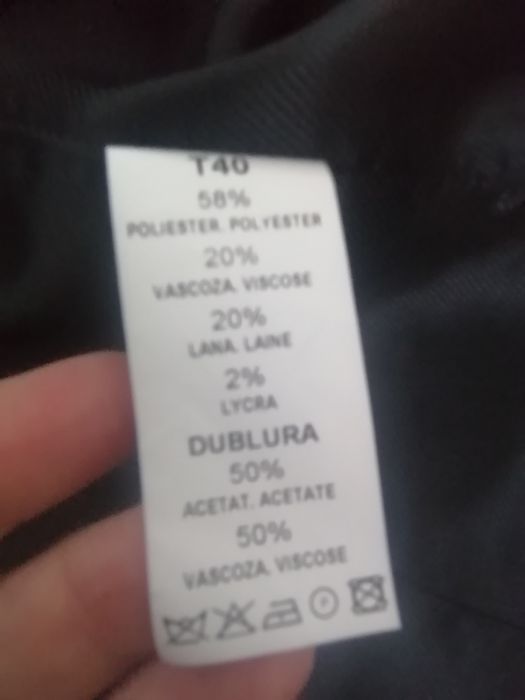 T40
58%
POLIESTER. POLYESTER
20%
VASCOZA. VISCOSE
20%
LANA. LAINE
2%
LYCRA
DUBLURA
50%
ACETAT. ACETATE
50%
VASCOZA. VISCOSE